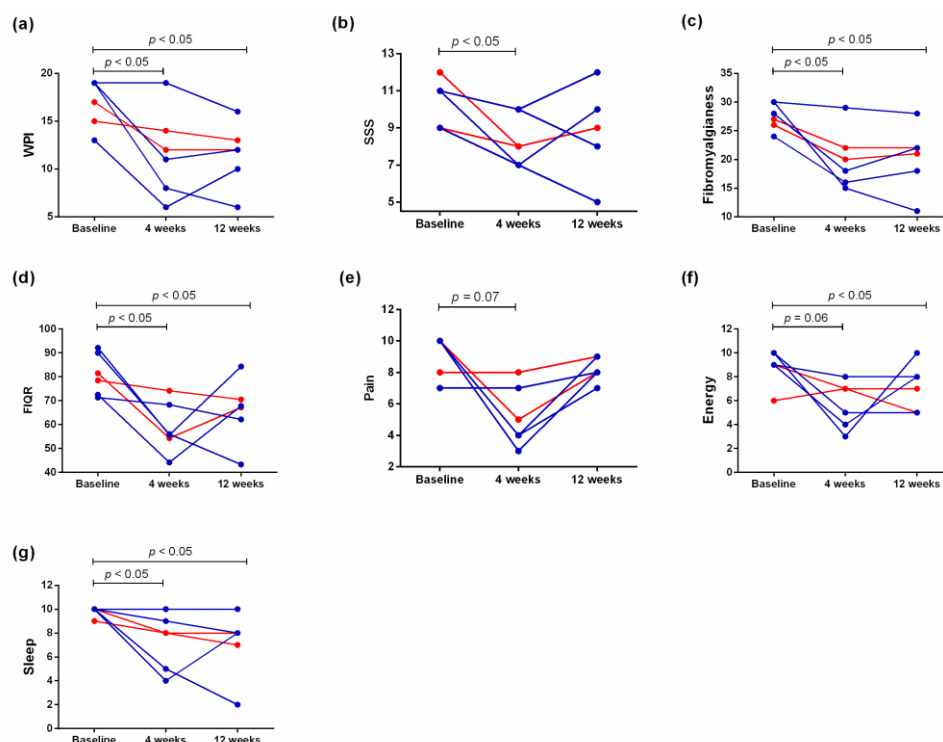 (a)
p < 0.05
p < 0.05
WPI
20
15
10
5
Baseline 4 weeks 12 weeks
(b)
p < 0.05
SSS
13
11
9
7
5
Baseline 4 weeks 12 weeks
(c)
p < 0.05
p < 0.05
Fibromyalgianess
35
30
25
20
15
10
Baseline 4 weeks 12 weeks
(d)
p < 0.05
p < 0.05
FIQR
100
90
80
70
60
50
40
Baseline 4 weeks 12 weeks
(e)
p = 0.07
Pain
12
10
8
6
4
2
Baseline 4 weeks 12 weeks
(f)
p < 0.05
p = 0.06
Energy
12
10
8
6
4
2
0
Baseline 4 weeks 12 weeks
(g)
p < 0.05
p < 0.05
Sleep
12
10
8
6
4
2
0
Baseline 4 weeks 12 weeks